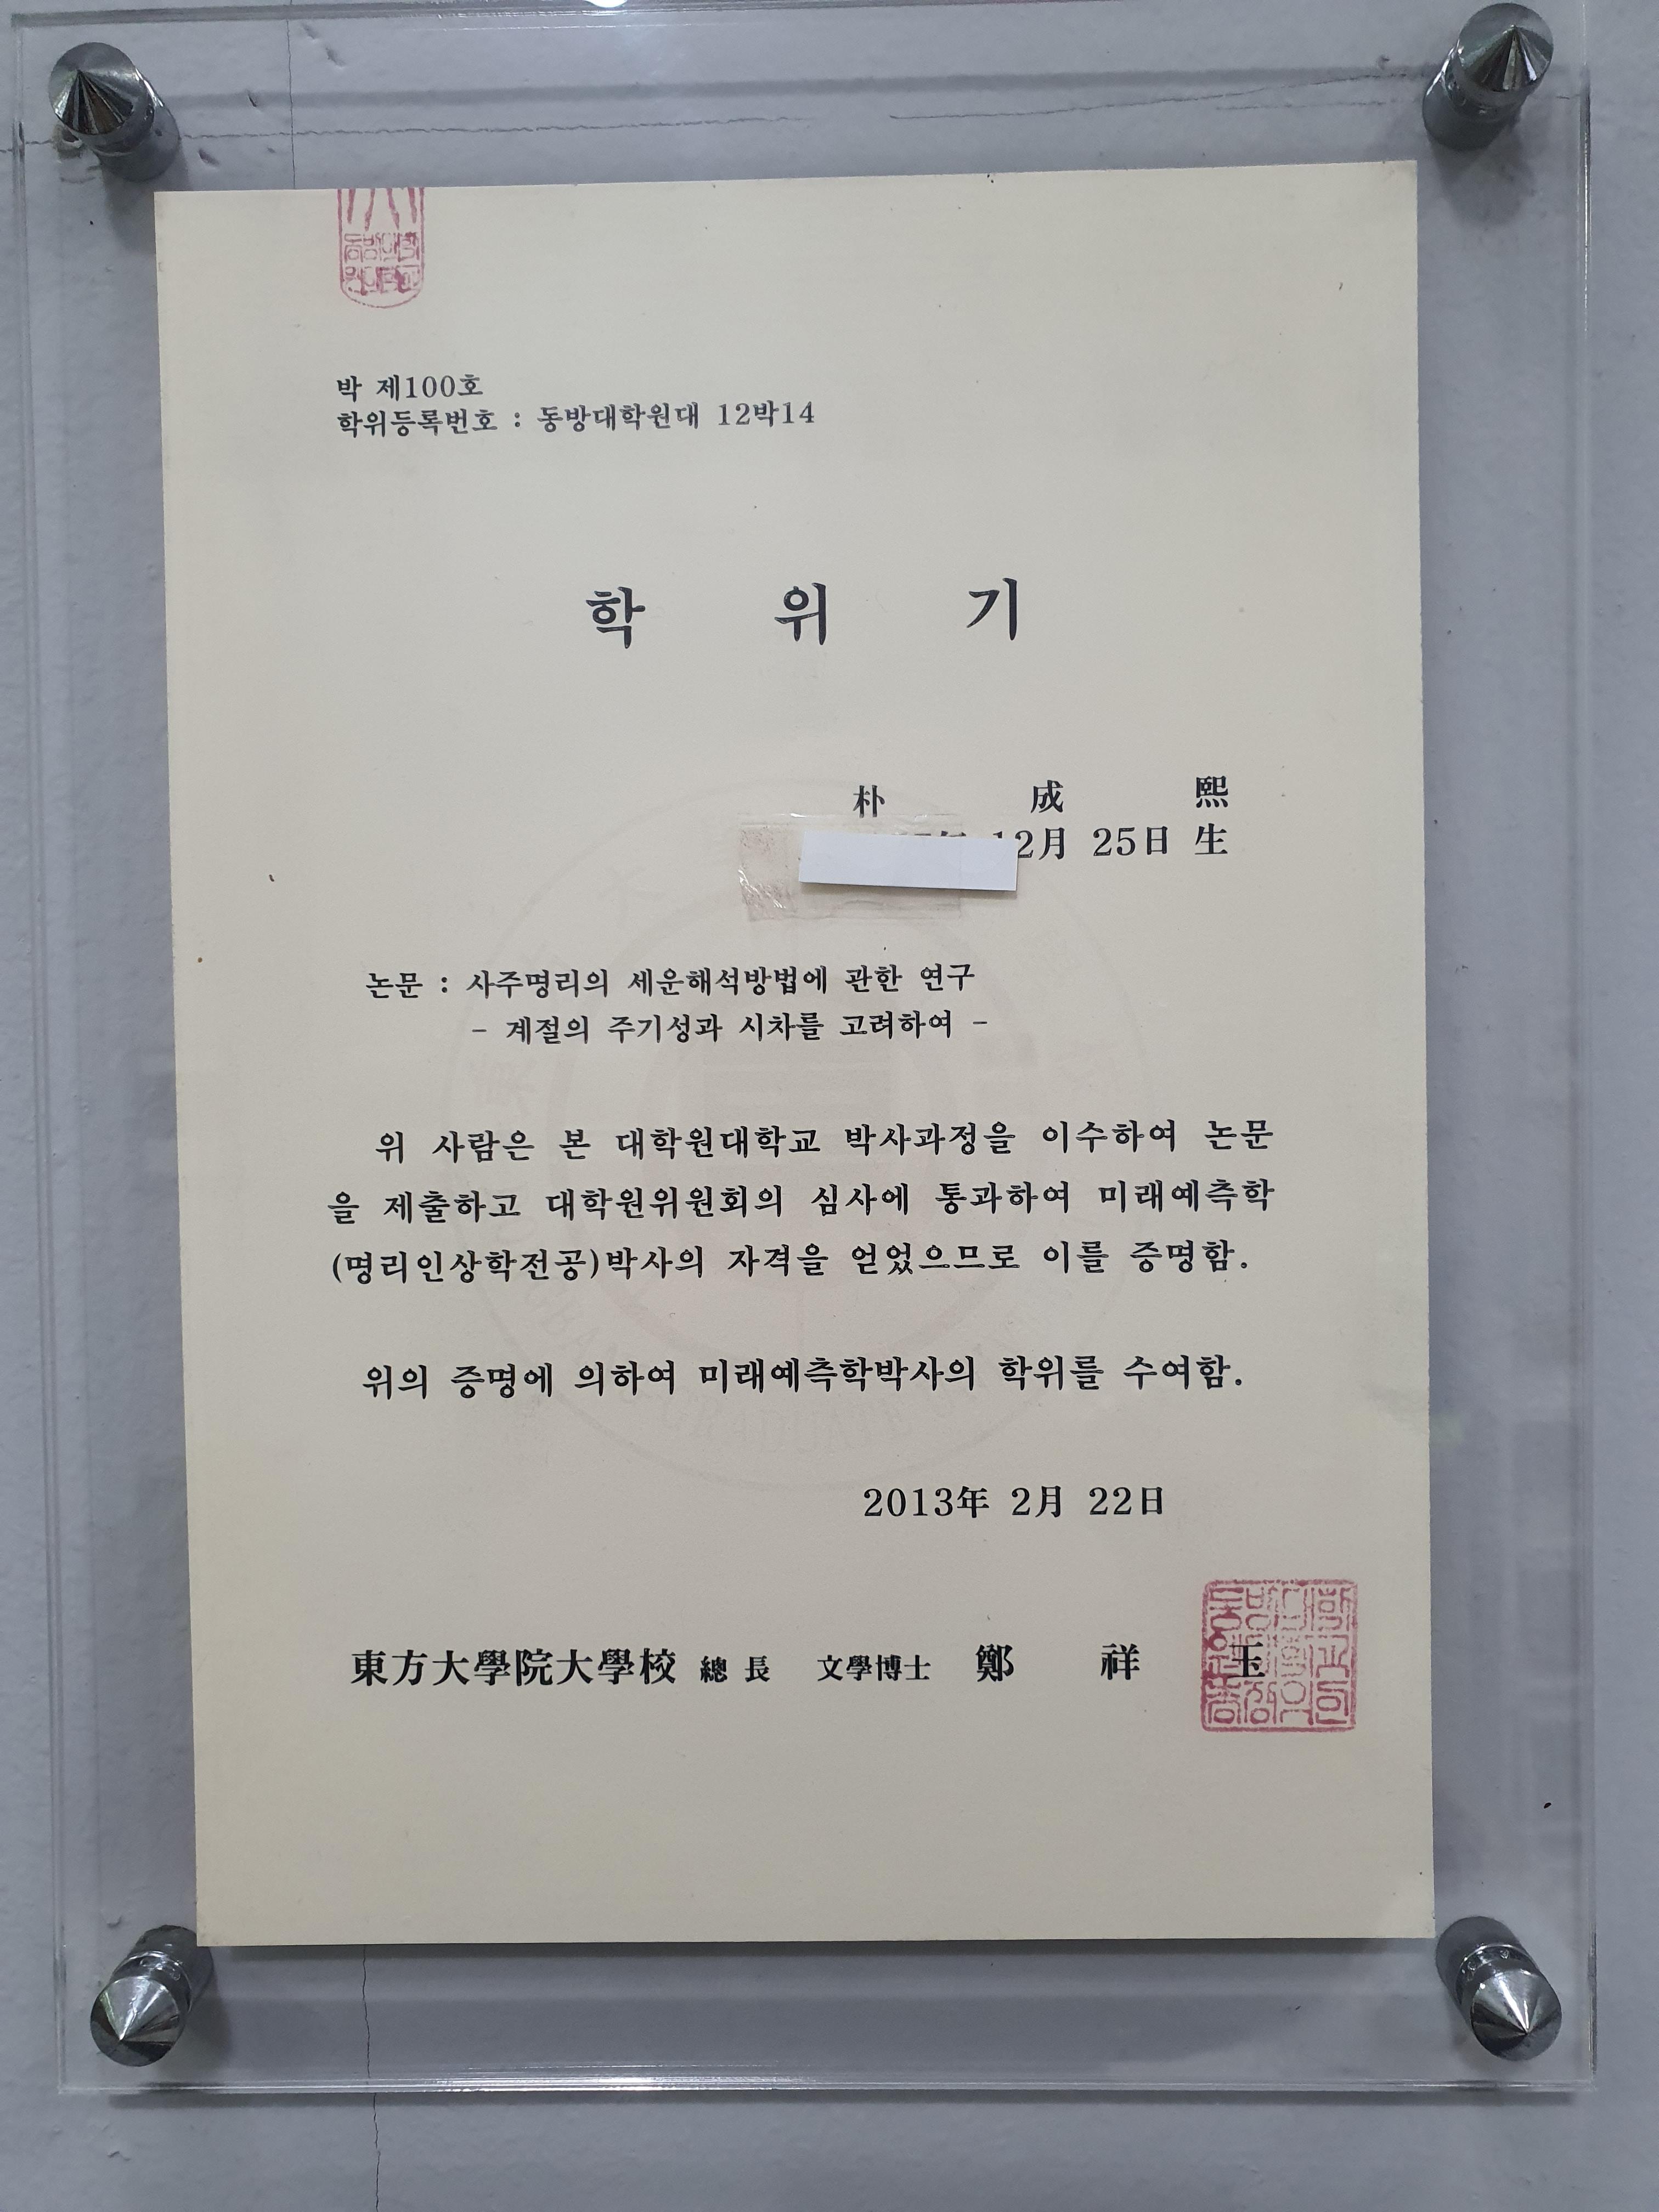 박 제100호
학위등록번호 : 동방대학원대 12박14
학 위 기
朴 成 熙
12月 25日 生
논문 : 사주명리의 세운해석방법에 관한 연구
- 계절의 주기성과 시차를 고려하여 -
위 사람은 본 대학원대학교 박사과정을 이수하여 논문
을 제출하고 대학원위원회의 심사에 통과하여 미래예측학
(명리인상학전공)박사의 자격을 얻었으므로 이를 증명함.
위의 증명에 의하여 미래예측학박사의 학위를 수여함.
2013年 2月 22日
東方大學院大學校 總 長 文學博士 鄭 祥 玉